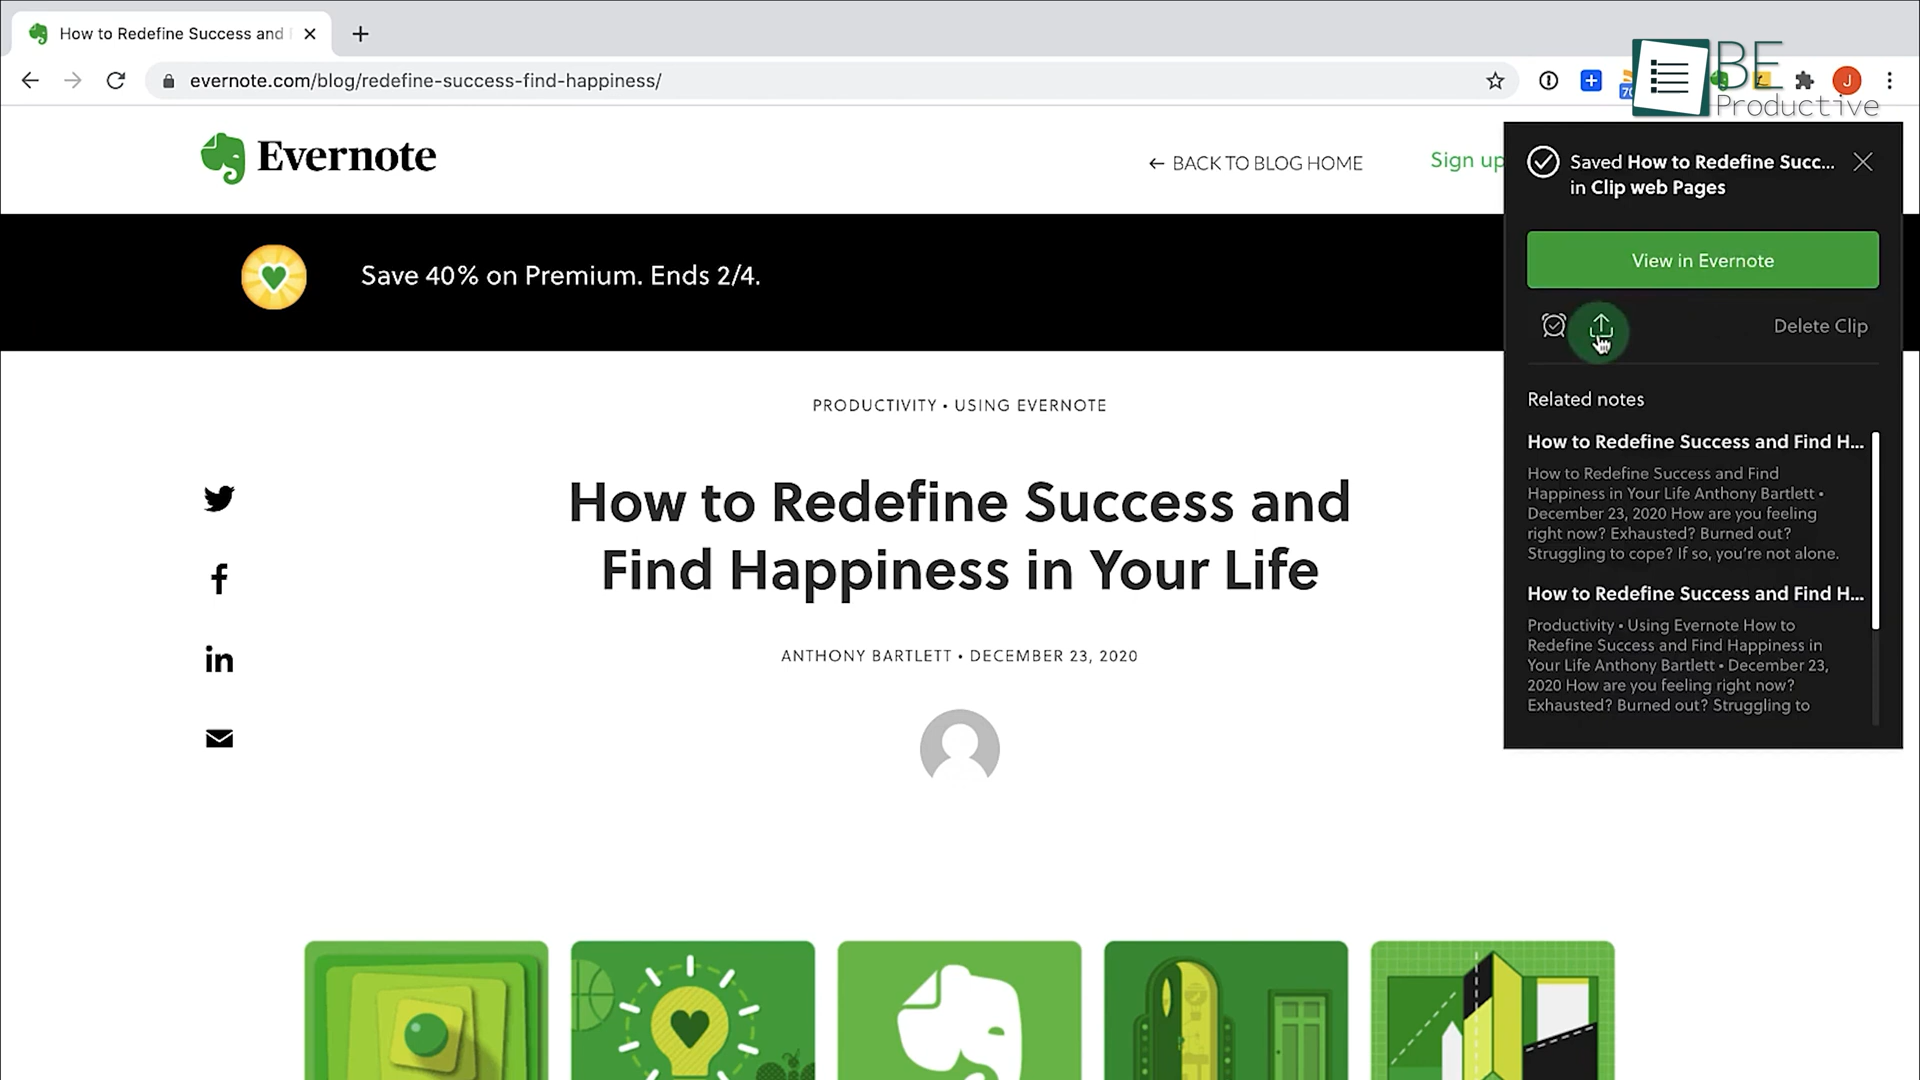 How to Redefine Success and
evernote.com/blog/redefine-success-find-happiness/
J
BE
Productive
Evernote
← BACK TO BLOG HOME
Sign up
Save 40% on Premium. Ends 2/4.
PRODUCTIVITY • USING EVERNOTE
How to Redefine Success and
Find Happiness in Your Life
ANTHONY BARTLETT • DECEMBER 23, 2020
Saved How to Redefine Succ...
in Clip web Pages
View in Evernote
Delete Clip
Related notes
How to Redefine Success and Find H...
How to Redefine Success and Find
Happiness in Your Life Anthony Bartlett •
December 23, 2020 How are you feeling
right now? Exhausted? Burned out?
Struggling to cope? If so, you're not alone.
How to Redefine Success and Find H...
Productivity • Using Evernote How to
Redefine Success and Find Happiness in
Your Life Anthony Bartlett • December 23,
2020 How are you feeling right now?
Exhausted? Burned out? Struggling to